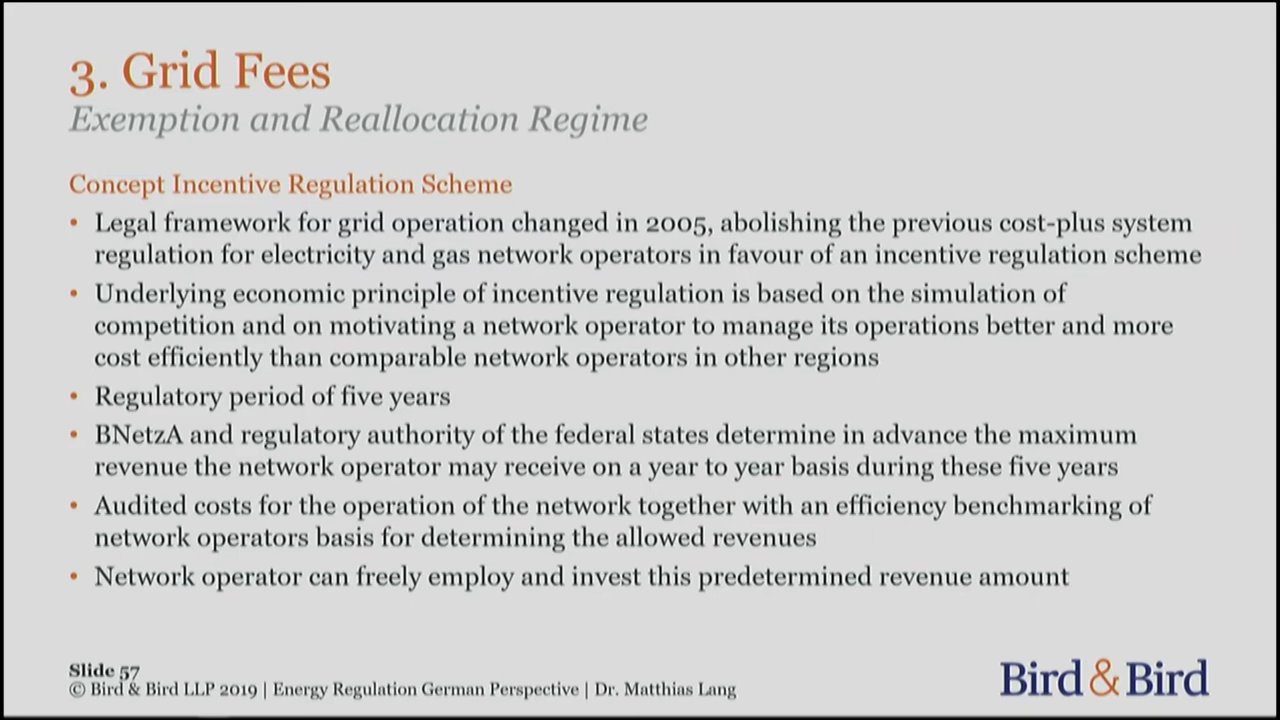 3. Grid Fees
Exemption and Reallocation Regime
Concept Incentive Regulation Scheme
• Legal framework for grid operation changed in 2005, abolishing the previous cost-plus system
regulation for electricity and gas network operators in favour of an incentive regulation scheme
• Underlying economic principle of incentive regulation is based on the simulation of
competition and on motivating a network operator to manage its operations better and more
cost efficiently than comparable network operators in other regions
• Regulatory period of five years
• BNetzA and regulatory authority of the federal states determine in advance the maximum
revenue the network operator may receive on a year to year basis during these five years
• Audited costs for the operation of the network together with an efficiency benchmarking of
network operators basis for determining the allowed revenues
• Network operator can freely employ and invest this predetermined revenue amount
Slide 57
© Bird & Bird LLP 2019 | Energy Regulation German Perspective | Dr. Matthias Lang
Bird & Bird